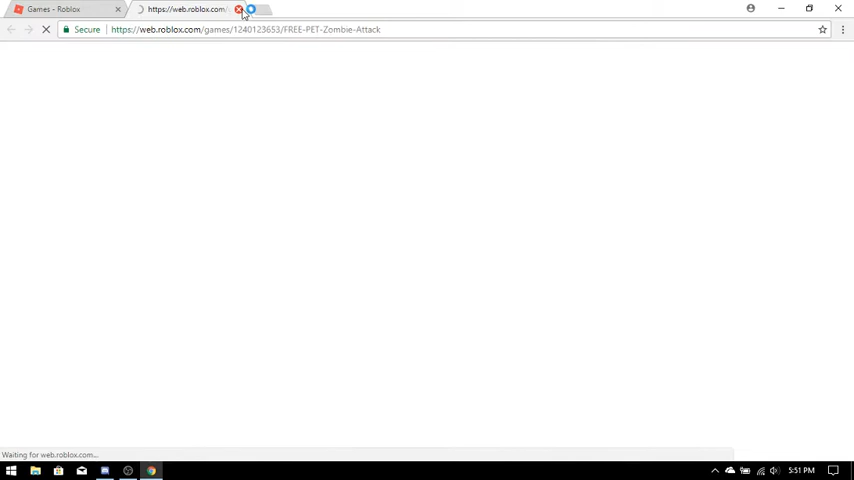 Games - Roblox
https://web.roblox.com/
Secure
https://web.roblox.com/games/1240123653/FREE-PET-Zombie-Attack
Waiting for web.roblox.com...
5:51 PM